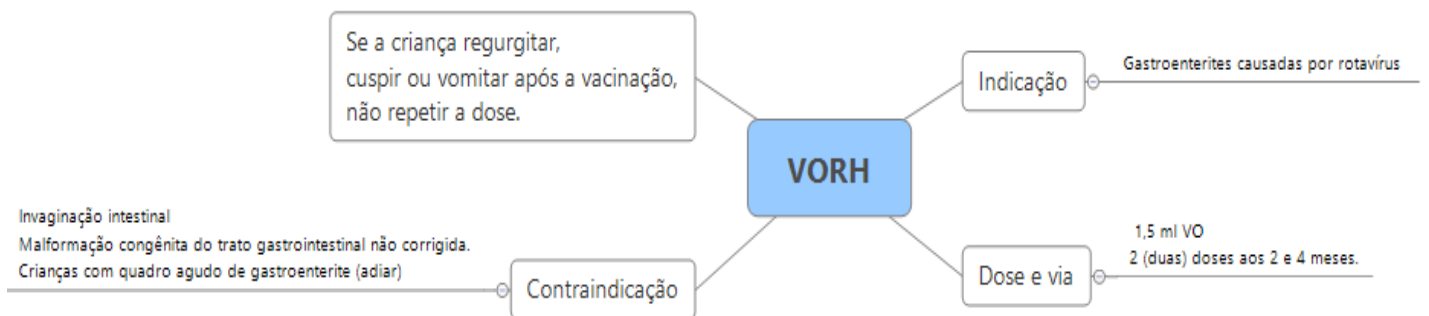 Se a criança regurgitar,
cuspir ou vomitar após a vacinação,
não repetir a dose.
Indicação
Gastroenterites causadas por rotavírus
VORH
Invaginação intestinal
Malformação congênita do trato gastrointestinal não corrigida.
Crianças com quadro agudo de gastroenterite (adiar)
Contraindicação
Dose e via
1,5 ml VO
2 (duas) doses aos 2 e 4 meses.